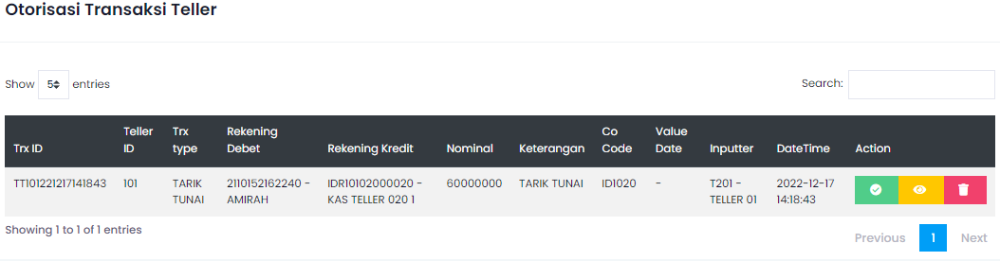 Otorisasi Transaksi Teller
Show 5 entries
Search:
Trx ID Teller ID Trx type Rekening Debet Rekening Kredit Nominal Keterangan Co Code Value Date Inputter DateTime Action
TT101221217141843 101 TARIK TUNAI 2110152162240 - AMIRAH IDR10102000020 - KAS TELLER 020 1 60000000 TARIK TUNAI ID1020 - T201 - TELLER 01 2022-12-17 14:18:43
Showing 1 to 1 of 1 entries
Previous 1 Next